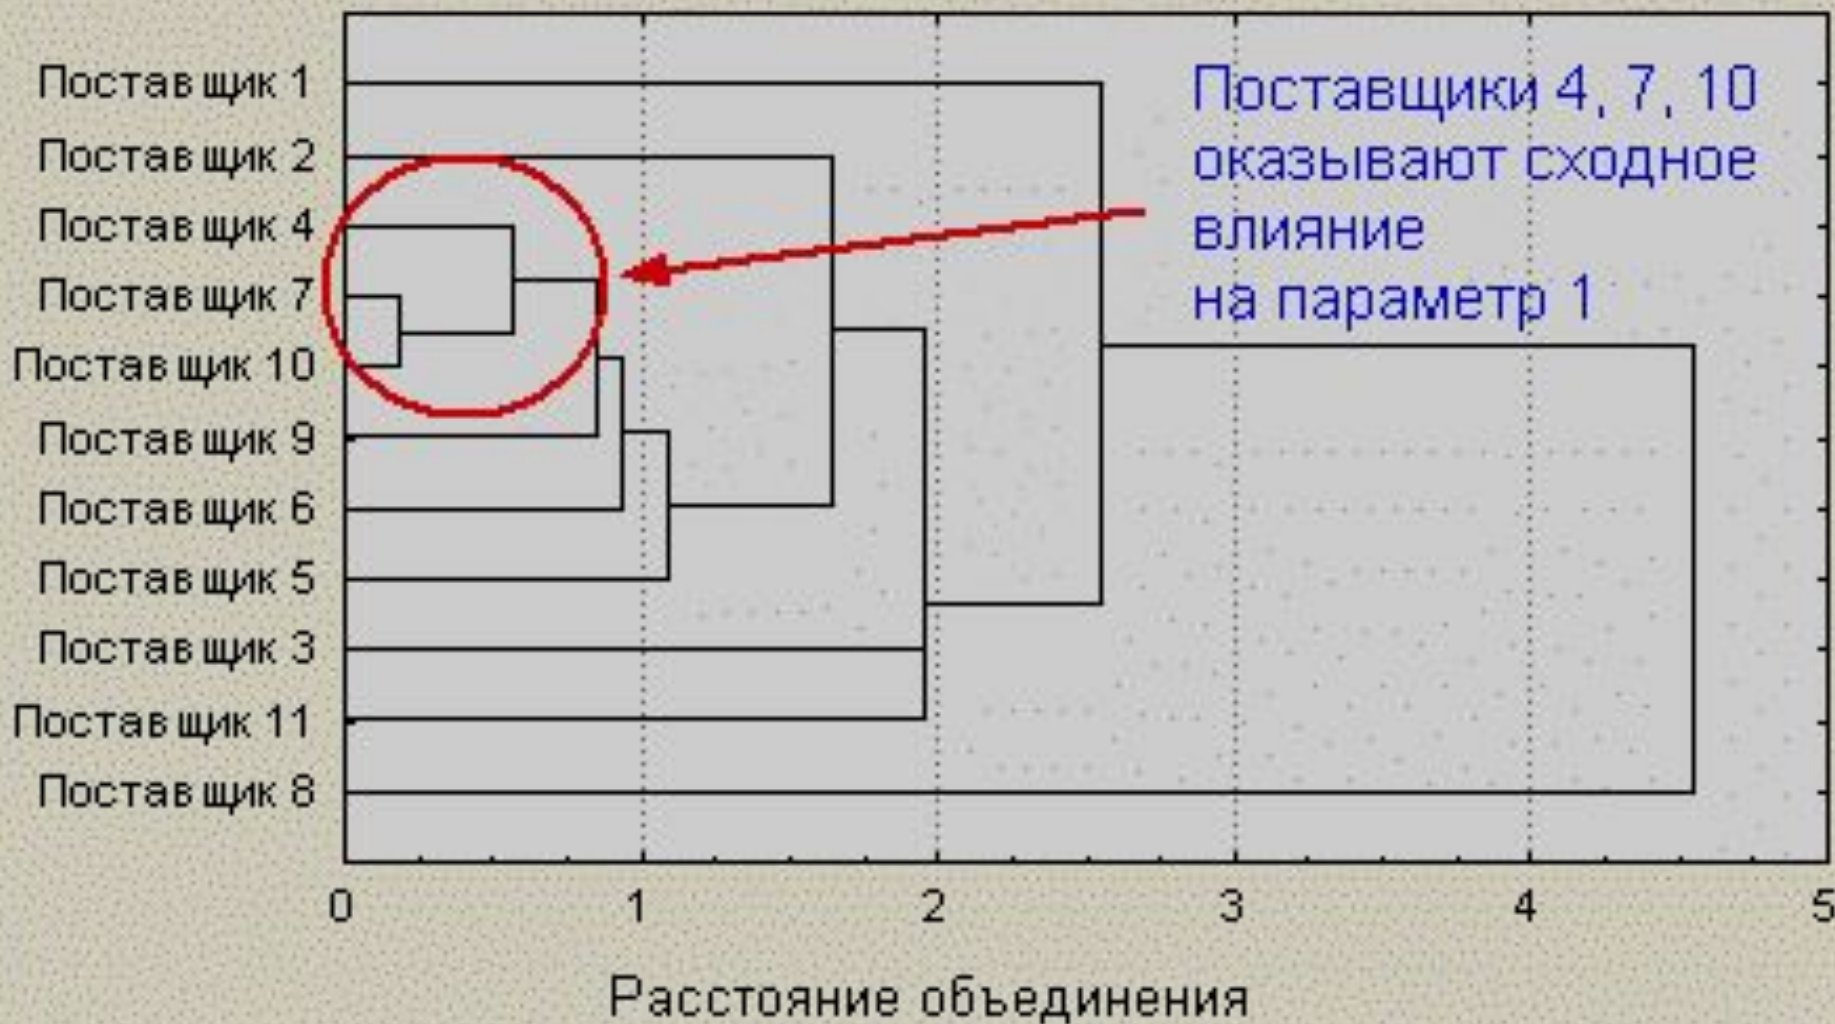 Поставщик 1
Поставщик 2
Поставщик 4
Поставщик 7
Поставщик 10
Поставщик 9
Поставщик 6
Поставщик 5
Поставщик 3
Поставщик 11
Поставщик 8
Поставщики 4, 7, 10
оказывают сходное
влияние
на параметр 1
0 1 2 3 4 5
Расстояние объединения